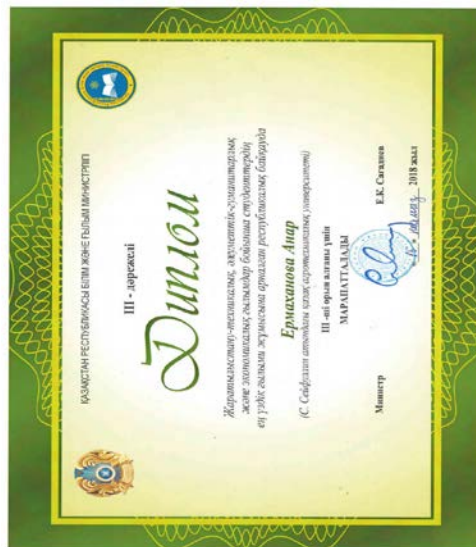 ҚАЗАҚСТАН РЕСПУБЛИКАСЫ БІЛІМ ЖӘНЕ ҒЫЛЫМ МИНИСТРЛІГІ
III - дәрежелі
Диплом
Жаратылыстану-техникалық, әлеуметтік-гуманитарлық
және экономикалық ғылымдар бойынша студенттердің
ең үздік ғылыми жұмысына арналған республикалық байқауда
Ермаханова Анар
(С. Сейфуллин атындағы қазақ агротехникалық университеті)
III -ші орын алғаны үшін
МАРАПАТТАЛАДЫ
Министр Е.К. Сагадиев
2018 жыл